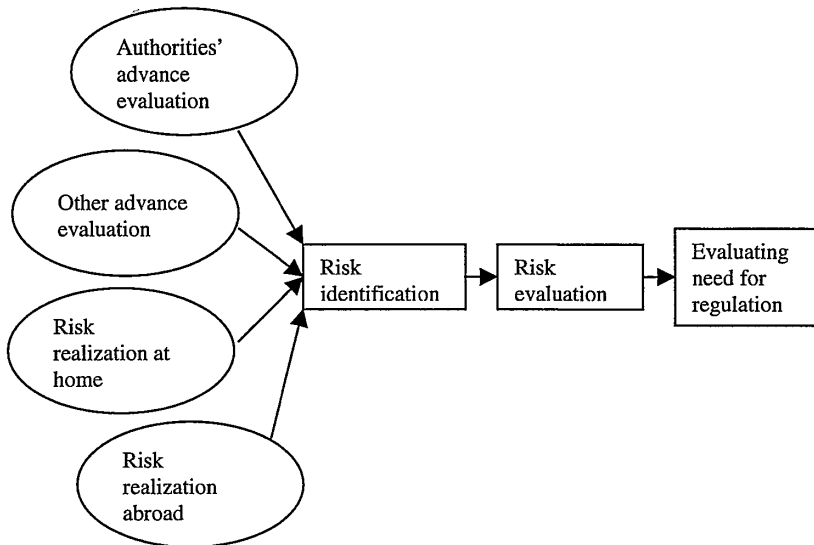 Authorities’
advance
evaluation
Other advance
evaluation
Risk
realization at
home
Risk
realization
abroad
Risk
identification
Risk
evaluation
Evaluating
need for
regulation